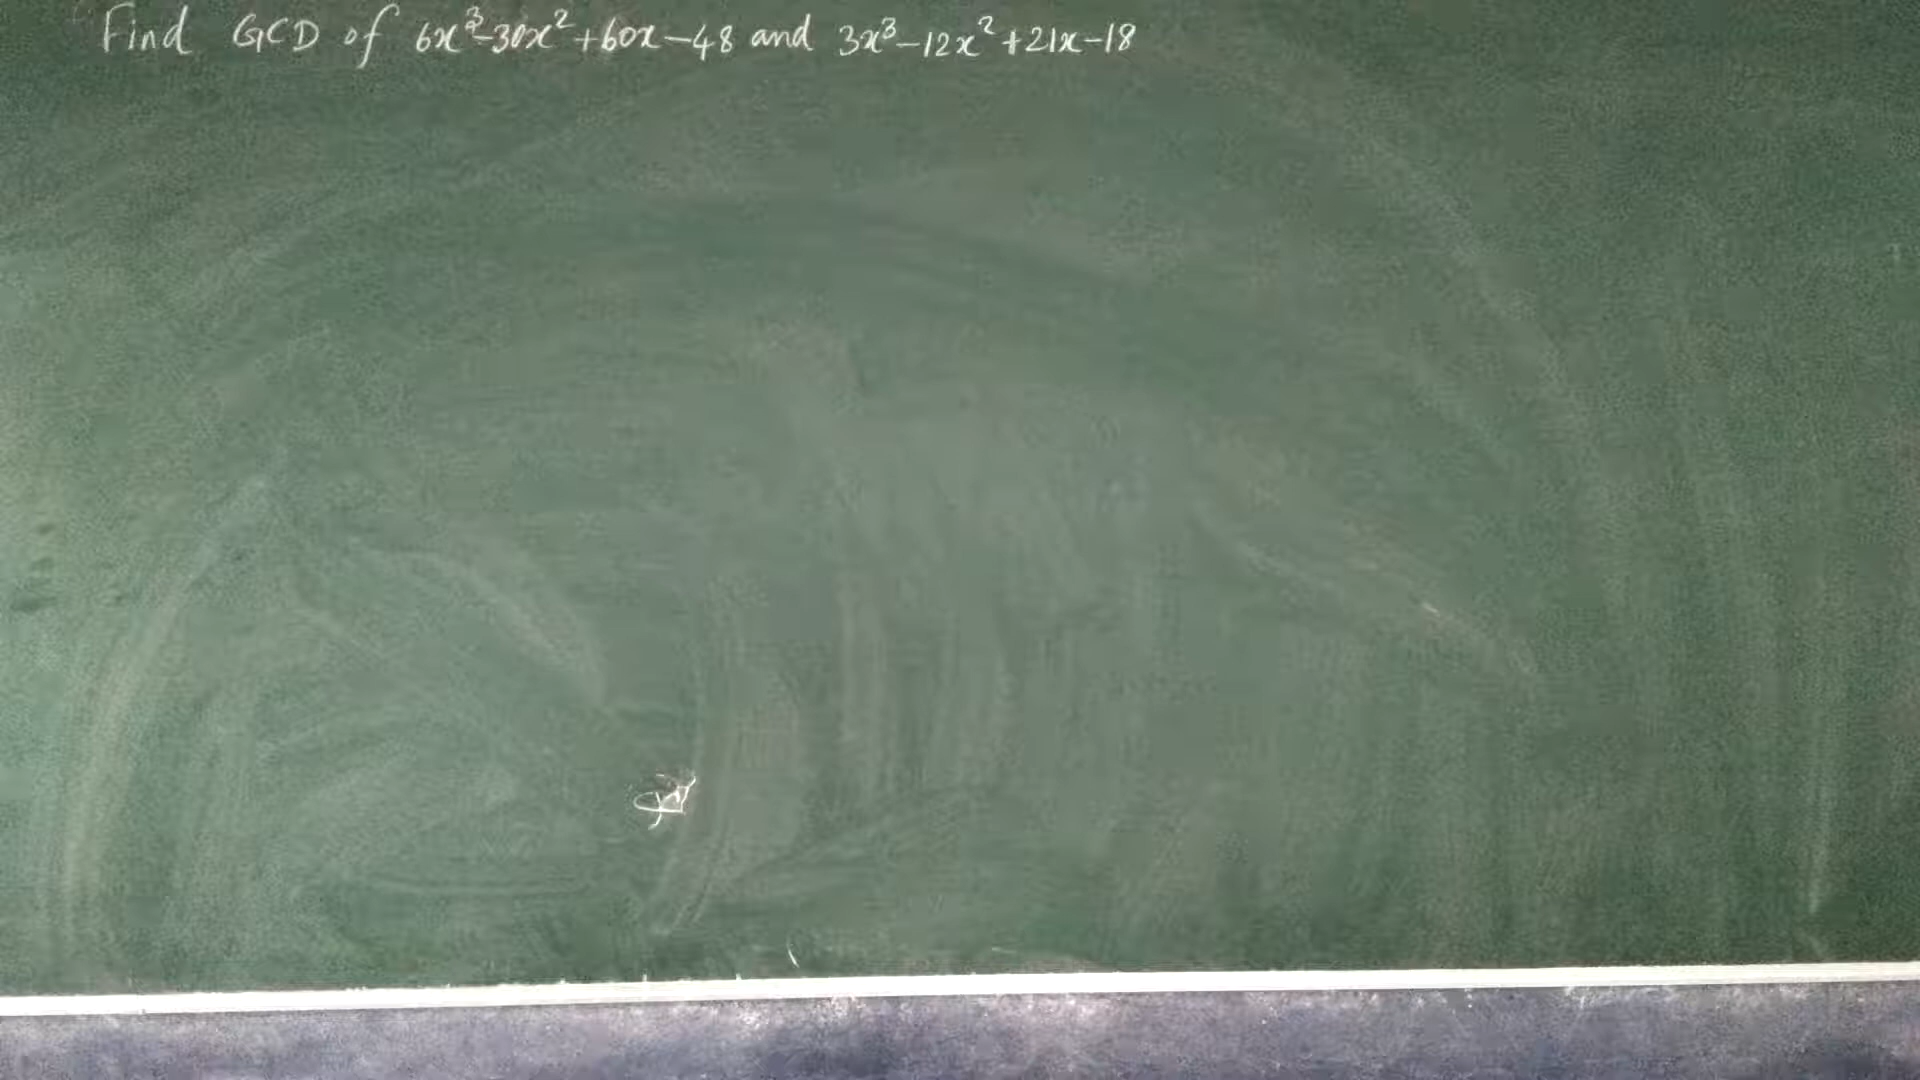 Find GCD of 6x³-30x²+60x-48 and 3x³-12x²+21x-18